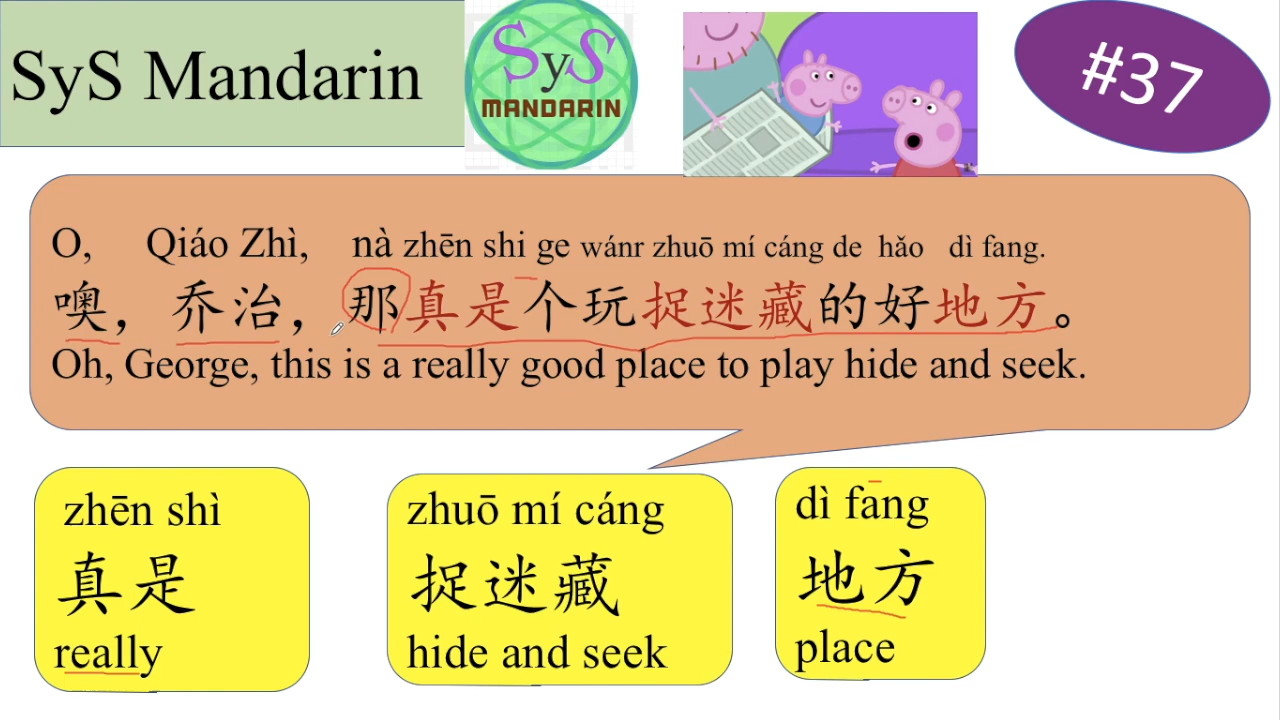 SyS Mandarin
SyS
MANDARIN
#37
O, Qiáo Zhì, nà zhēn shi ge wánr zhuō mí cáng de hǎo dì fang.
噢，乔治，那真是个玩捉迷藏的好地方。
Oh, George, this is a really good place to play hide and seek.
zhēn shì
真是
really
zhuō mí cáng
捉迷藏
hide and seek
dì fang
地方
place